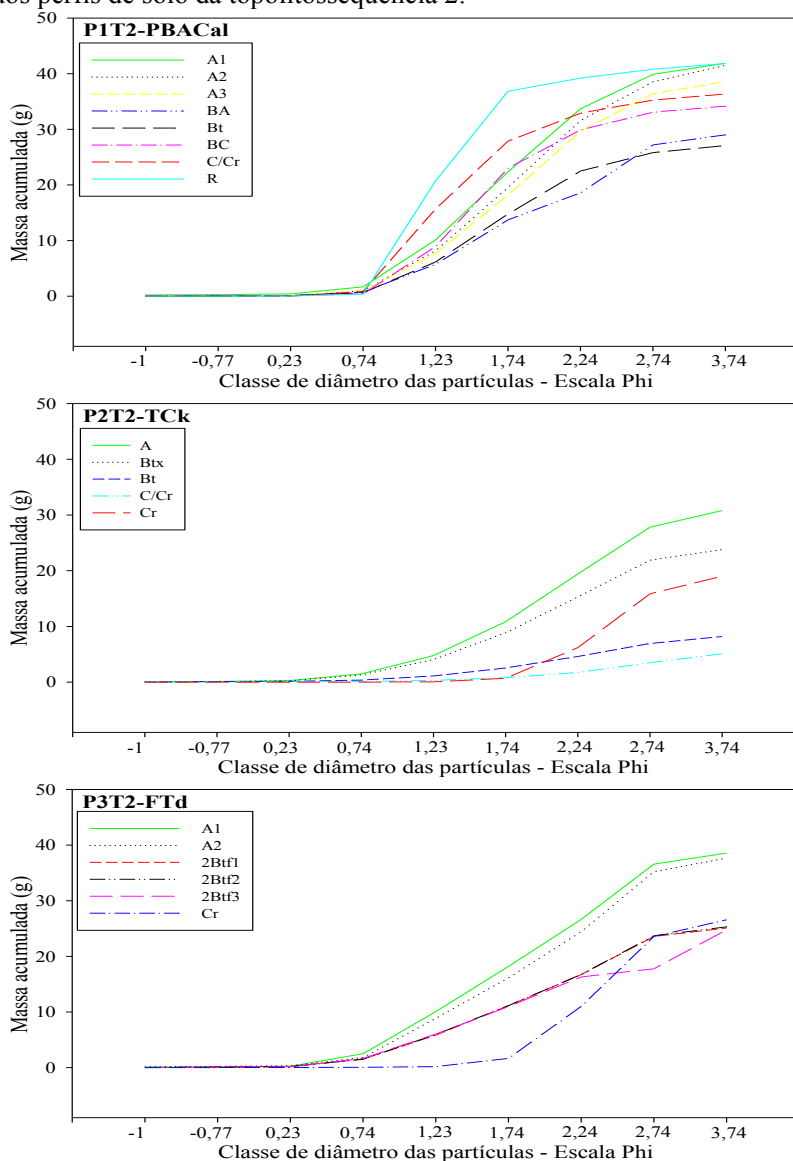 dos perfis de solo da topolitossequência 2.
P1T2-PBACal
50
40
30
20
10
0
Massa acumulada (g)
A1
A2
A3
BA
Bt
BC
C/Cr
R
-1 -0,77 0,23 0,74 1,23 1,74 2,24 2,74 3,74
Classe de diâmetro das partículas - Escala Phi
P2T2-TCk
50
40
30
20
10
0
Massa acumulada (g)
A
Btx
Bt
C/Cr
Cr
-1 -0,77 0,23 0,74 1,23 1,74 2,24 2,74 3,74
Classe de diâmetro das partículas - Escala Phi
P3T2-FTd
50
40
30
20
10
0
Massa acumulada (g)
A1
A2
2Btf1
2Btf2
2Btf3
Cr
-1 -0,77 0,23 0,74 1,23 1,74 2,24 2,74 3,74
Classe de diâmetro das partículas - Escala Phi